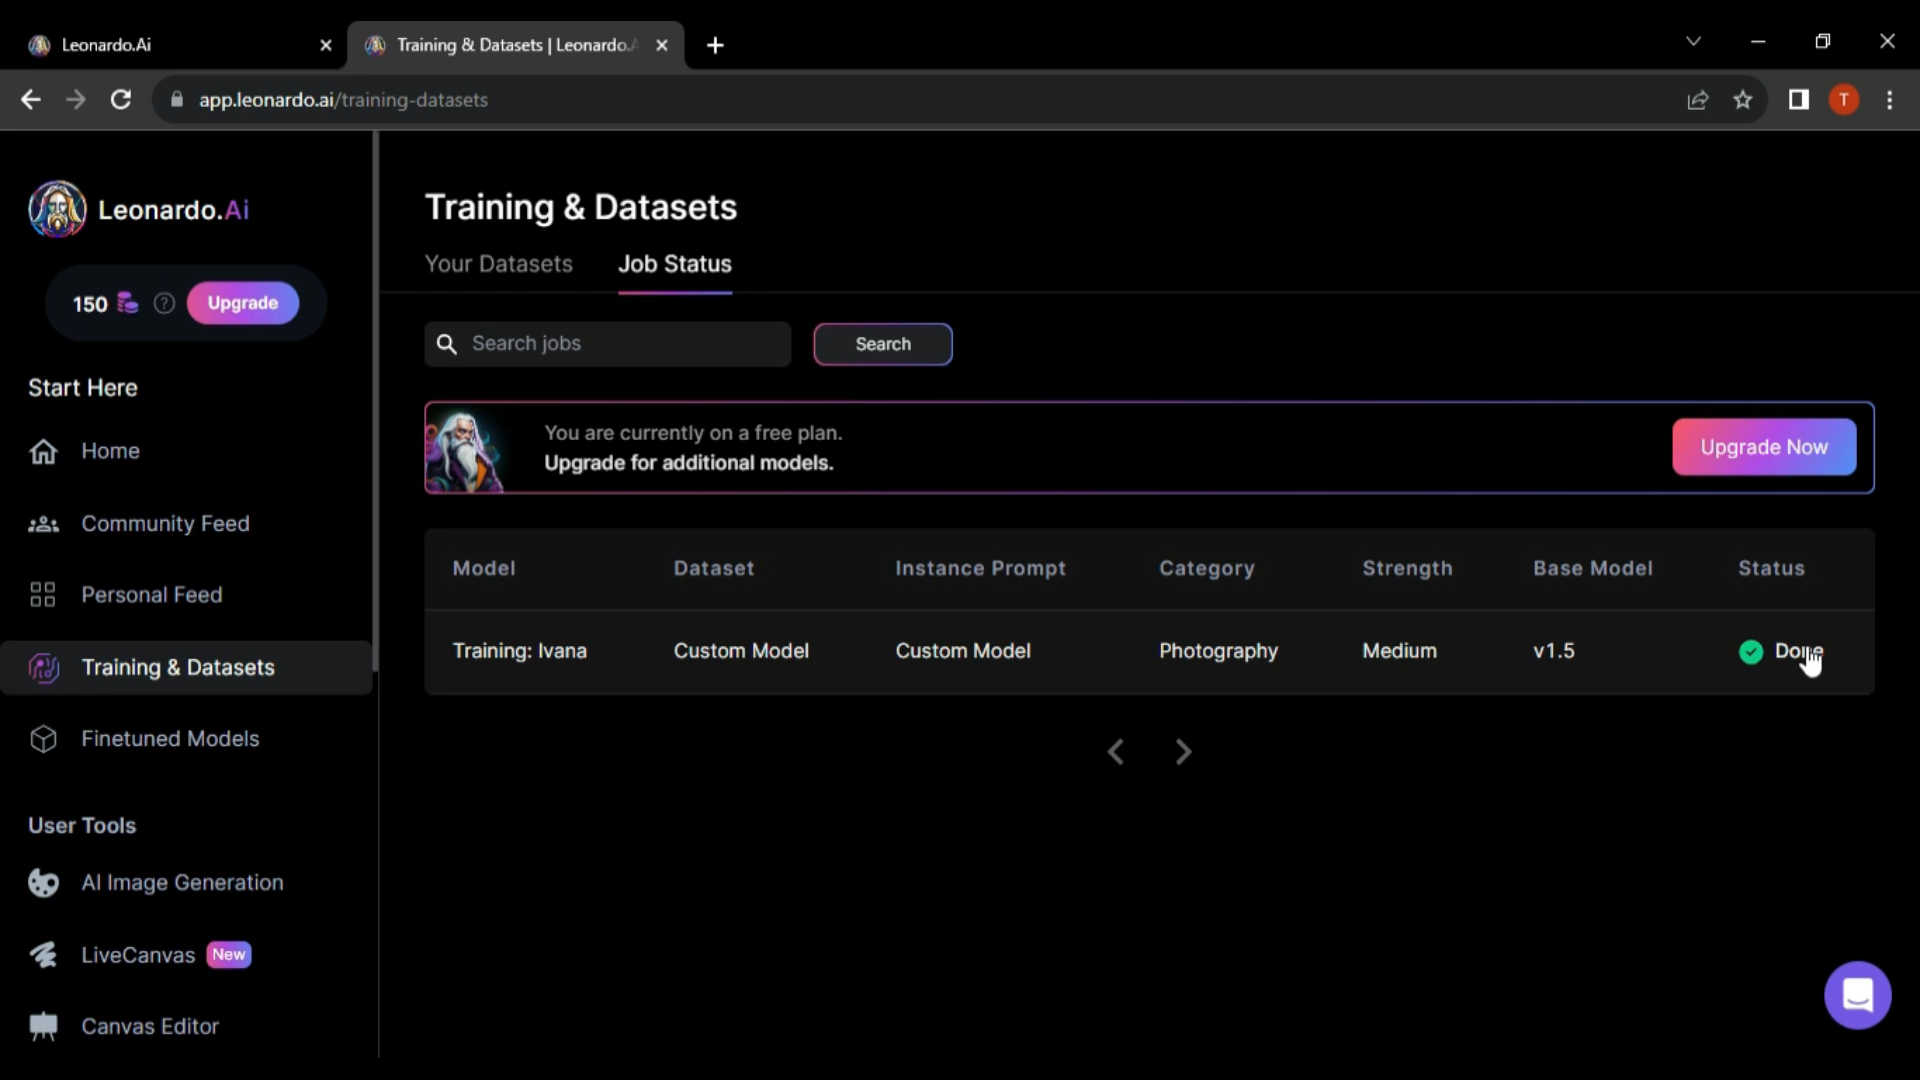 Leonardo.Ai
Training & Datasets | Leonardo.A
app.leonardo.ai/training-datasets
T
Leonardo.Ai
150 ? Upgrade
Start Here
Home
Community Feed
Personal Feed
Training & Datasets
Finetuned Models
User Tools
AI Image Generation
LiveCanvas New
Canvas Editor
Training & Datasets
Your Datasets Job Status
Search jobs Search
You are currently on a free plan.
Upgrade for additional models.
Upgrade Now
Model Dataset Instance Prompt Category Strength Base Model Status
Training: Ivana Custom Model Custom Model Photography Medium v1.5 Done